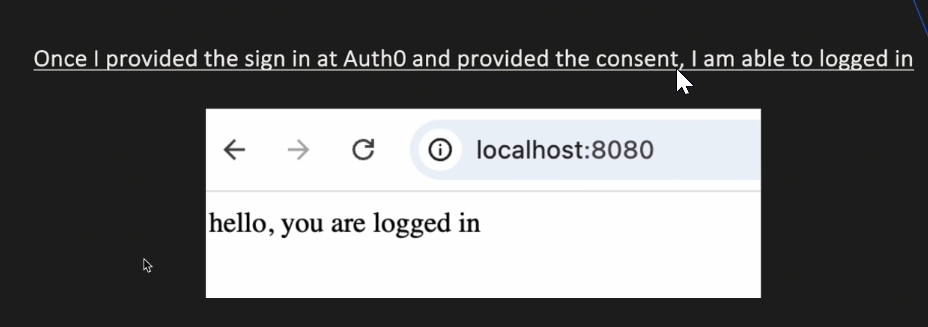 Once I provided the sign in at Auth0 and provided the consent, I am able to logged in
localhost:8080
hello, you are logged in